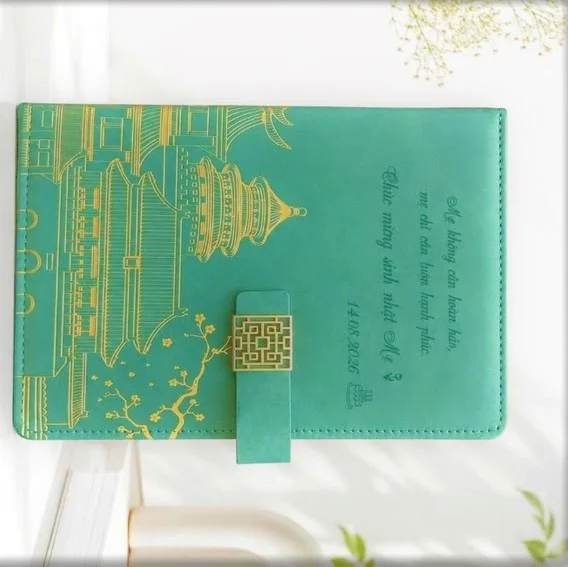 Mẹ không cần hoàn hảo,
mẹ chỉ cần luôn hạnh phúc.
Chúc mừng sinh nhật Mẹ
14.08.2026